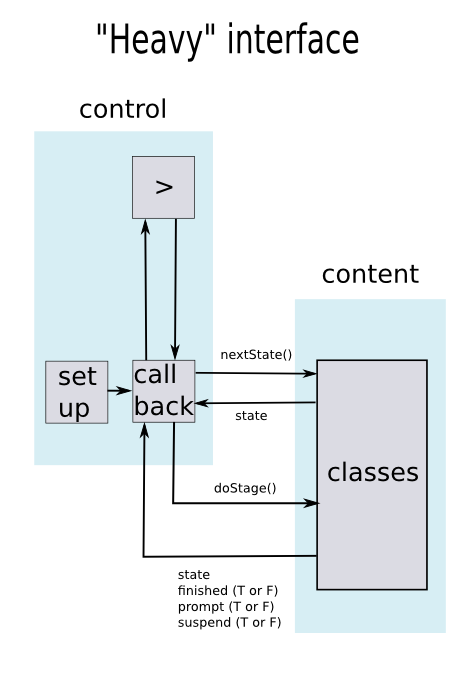 "Heavy" interface
control
>
content
nextState()
set
up
call
back
state
classes
doStage()
state
finished (T or F)
prompt (T or F)
suspend (T or F)